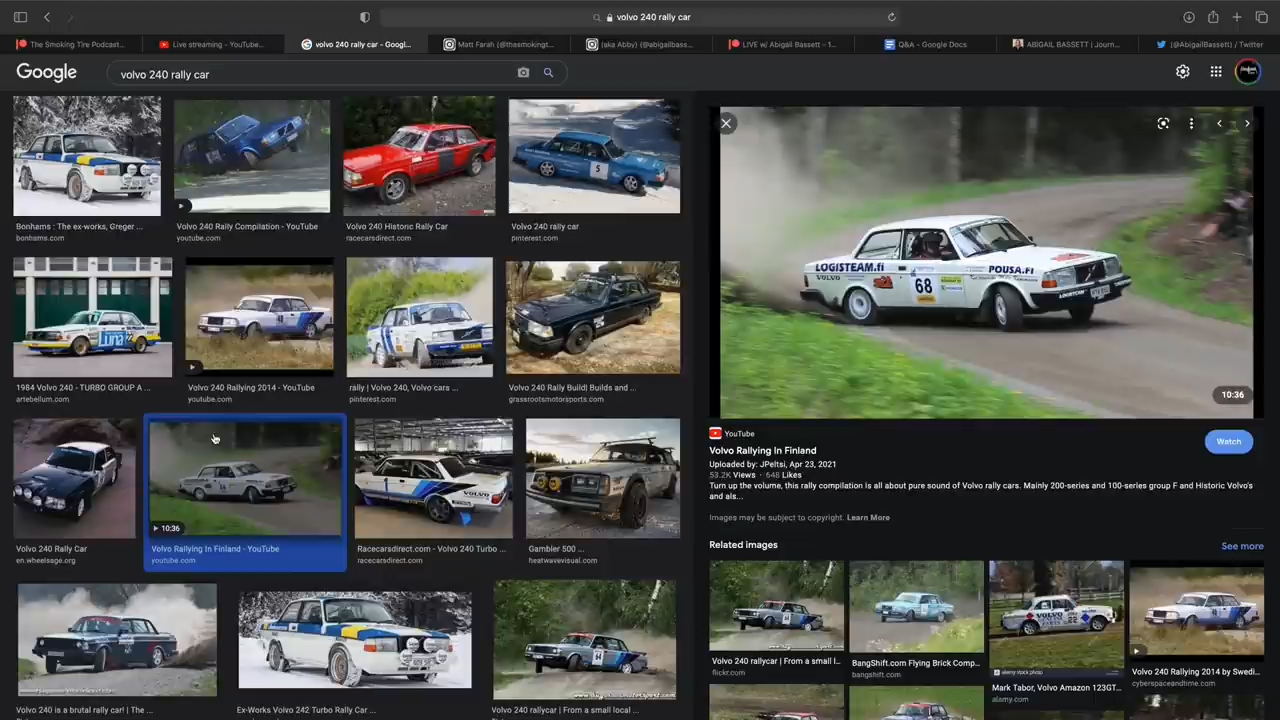 volvo 240 rally car
The Smoking Tire Podcast...
Live streaming - YouTube...
volvo 240 rally car - Googl...
Matt Farah (@thesmokingt...
(aka Abby) (@abigailbass...
LIVE w/ Abigail Bassett - 1...
Q&A - Google Docs
ABIGAIL BASSETT | Journ...
(@AbigailBassett) / Twitter
Google
volvo 240 rally car
Bonhams : The ex-works, Greger ...
bonhams.com
Volvo 240 Rally Compilation - YouTube
youtube.com
Volvo 240 Historic Rally Car
racecarsdirect.com
Volvo 240 rally car
pinterest.com
Luna
1984 Volvo 240 - TURBO GROUP A ...
artebellum.com
Volvo 240 Rallying 2014 - YouTube
youtube.com
rally | Volvo 240, Volvo cars ...
pinterest.com
Volvo 240 Rally Build| Builds and ...
grassrootsmotorsports.com
Volvo 240 Rally Car
en.wheelsage.org
10:36
Volvo Rallying In Finland - YouTube
youtube.com
VOLVO
Racecarsdirect.com - Volvo 240 Turbo ...
racecarsdirect.com
Gambler 500 ...
heatwavevisual.com
Volvo 240 is a brutal rally car! | The ...
Ex-Works Volvo 242 Turbo Rally Car ...
Volvo 240 rallycar | From a small local ...
LOGISTEAM.fi
VOLVO
68
POUSA.FI
LOGISTEAM
10:36
YouTube
Volvo Rallying In Finland
Watch
Uploaded by: JPeltsi, Apr 23, 2021
53.2K Views · 648 Likes
Turn up the volume, this rally compilation is all about pure sound of Volvo rally cars. Mainly 200-series and 100-series group F and Historic Volvo's
and als...
Images may be subject to copyright. Learn More
Related images
See more
Volvo 240 rallycar | From a small l...
flickr.com
BangShift.com Flying Brick Comp...
bangshift.com
VOLVO
alamy stock photo
Mark Tabor, Volvo Amazon 123GT...
alamy.com
Volvo 240 Rallying 2014 by Swedi...
cyberspaceandtime.com